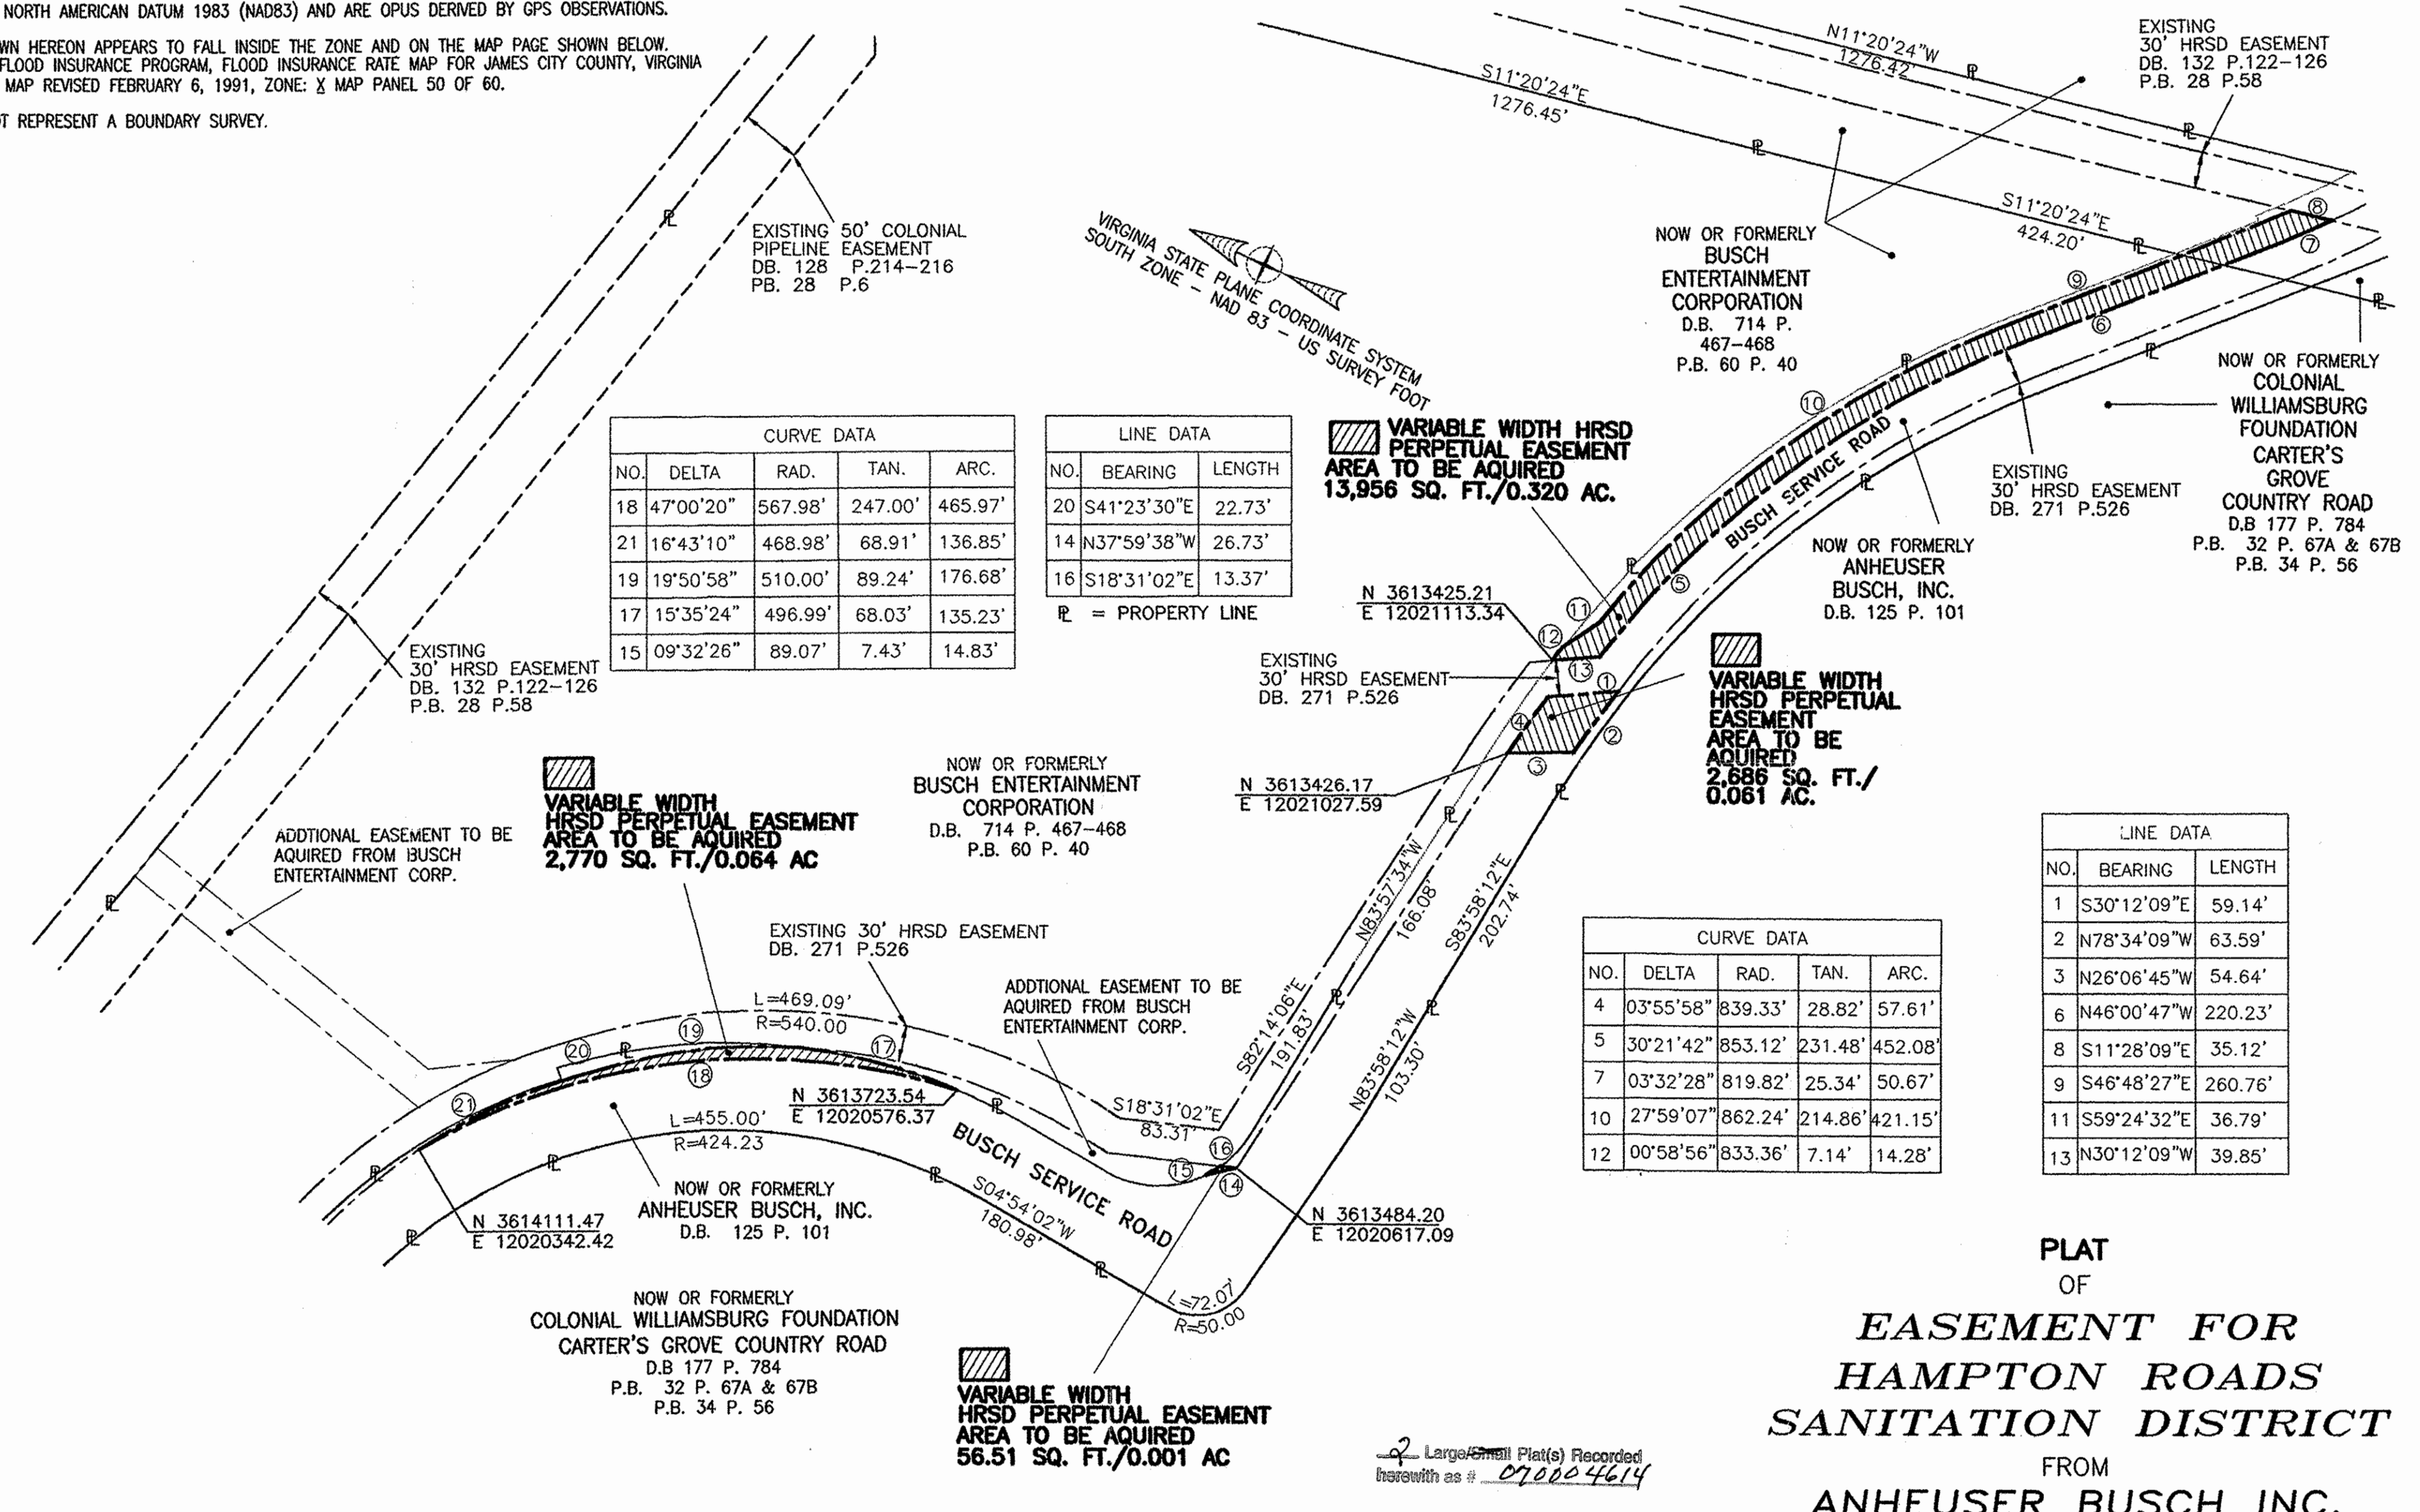 NORTH AMERICAN DATUM 1983 (NAD83) AND ARE OPUS DERIVED BY GPS OBSERVATIONS.
WN HEREON APPEARS TO FALL INSIDE THE ZONE AND ON THE MAP PAGE SHOWN BELOW.
FLOOD INSURANCE PROGRAM, FLOOD INSURANCE RATE MAP FOR JAMES CITY COUNTY, VIRGINIA
MAP REVISED FEBRUARY 6, 1991, ZONE: X MAP PANEL 50 OF 60.
T REPRESENT A BOUNDARY SURVEY.
EXISTING 50' COLONIAL
PIPELINE EASEMENT
DB. 128 P.214-216
PB. 28 P.6
VIRGINIA STATE PLANE COORDINATE SYSTEM
SOUTH ZONE - NAD 83 - US SURVEY FOOT
S11°20'24"E
1276.45'
N11°20'24"W
1276.42'
EXISTING
30' HRSD EASEMENT
DB. 132 P.122-126
P.B. 28 P.58
S11°20'24"E
424.20'
NOW OR FORMERLY
BUSCH
ENTERTAINMENT
CORPORATION
D.B. 714 P.
467-468
P.B. 60 P. 40
8
7
9
6
10
5
11
12
13
1
4
2
3
NOW OR FORMERLY
COLONIAL
WILLIAMSBURG
FOUNDATION
CARTER'S
GROVE
COUNTRY ROAD
D.B 177 P. 784
P.B. 32 P. 67A & 67B
P.B. 34 P. 56
EXISTING
30' HRSD EASEMENT
DB. 271 P.526
BUSCH SERVICE ROAD
NOW OR FORMERLY
ANHEUSER
BUSCH, INC.
D.B. 125 P. 101
CURVE DATA
NO. DELTA RAD. TAN. ARC.
18 47°00'20" 567.98' 247.00' 465.97'
21 16°43'10" 468.98' 68.91' 136.85'
19 19°50'58" 510.00' 89.24' 176.68'
17 15°35'24" 496.99' 68.03' 135.23'
15 09°32'26" 89.07' 7.43' 14.83'
LINE DATA
NO. BEARING LENGTH
20 S41°23'30"E 22.73'
14 N37°59'38"W 26.73'
16 S18°31'02"E 13.37'
PL = PROPERTY LINE
VARIABLE WIDTH HRSD
PERPETUAL EASEMENT
AREA TO BE AQUIRED
13,956 SQ. FT./0.320 AC.
N 3613425.21
E 12021113.34
EXISTING
30' HRSD EASEMENT
DB. 271 P.526
N 3613426.17
E 12021027.59
VARIABLE WIDTH
HRSD PERPETUAL
EASEMENT
AREA TO BE
AQUIRED
2,686 SQ. FT./
0.061 AC.
EXISTING
30' HRSD EASEMENT
DB. 132 P.122-126
P.B. 28 P.58
VARIABLE WIDTH
HRSD PERPETUAL EASEMENT
AREA TO BE AQUIRED
2,770 SQ. FT./0.064 AC
NOW OR FORMERLY
BUSCH ENTERTAINMENT
CORPORATION
D.B. 714 P. 467-468
P.B. 60 P. 40
ADDTIONAL EASEMENT TO BE
AQUIRED FROM BUSCH
ENTERTAINMENT CORP.
EXISTING 30' HRSD EASEMENT
DB. 271 P.526
ADDTIONAL EASEMENT TO BE
AQUIRED FROM BUSCH
ENTERTAINMENT CORP.
N83°57'34"W
166.08'
S83°58'12"E
202.74'
S82°14'06"E
191.83'
N83°58'12"W
103.30'
L=469.09'
R=540.00
19
20
17
18
21
N 3613723.54
E 12020576.37
L=455.00'
R=424.23
S18°31'02"E
83.31'
16
15
14
BUSCH SERVICE ROAD
S04°54'02"W
180.98'
N 3613484.20
E 12020617.09
L=72.07'
R=50.00
N 3614111.47
E 12020342.42
NOW OR FORMERLY
ANHEUSER BUSCH, INC.
D.B. 125 P. 101
NOW OR FORMERLY
COLONIAL WILLIAMSBURG FOUNDATION
CARTER'S GROVE COUNTRY ROAD
D.B 177 P. 784
P.B. 32 P. 67A & 67B
P.B. 34 P. 56
VARIABLE WIDTH
HRSD PERPETUAL EASEMENT
AREA TO BE AQUIRED
56.51 SQ. FT./0.001 AC
CURVE DATA
NO. DELTA RAD. TAN. ARC.
4 03°55'58" 839.33' 28.82' 57.61'
5 30°21'42" 853.12' 231.48' 452.08'
7 03°32'28" 819.82' 25.34' 50.67'
10 27°59'07" 862.24' 214.86' 421.15'
12 00°58'56" 833.36' 7.14' 14.28'
LINE DATA
NO. BEARING LENGTH
1 S30°12'09"E 59.14'
2 N78°34'09"W 63.59'
3 N26°06'45"W 54.64'
6 N46°00'47"W 220.23'
8 S11°28'09"E 35.12'
9 S46°48'27"E 260.76'
11 S59°24'32"E 36.79'
13 N30°12'09"W 39.85'
2 Large/Small Plat(s) Recorded
herewith as # 070004614
PLAT
OF
EASEMENT FOR
HAMPTON ROADS
SANITATION DISTRICT
FROM
ANHEUSER BUSCH INC.